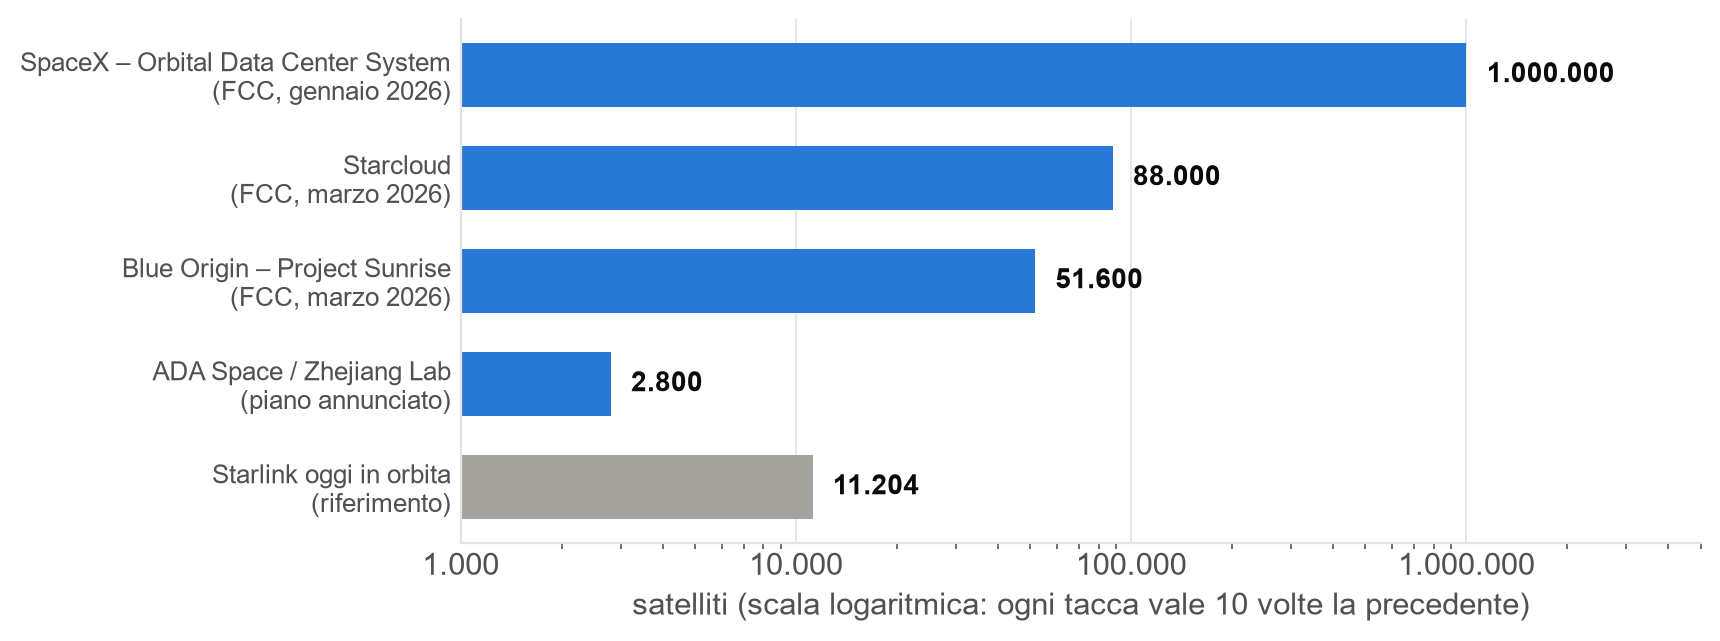 SpaceX – Orbital Data Center System
(FCC, gennaio 2026)
1.000.000
Starcloud
(FCC, marzo 2026)
88.000
Blue Origin – Project Sunrise
(FCC, marzo 2026)
51.600
ADA Space / Zhejiang Lab
(piano annunciato)
2.800
Starlink oggi in orbita
(riferimento)
11.204
1.000 10.000 100.000 1.000.000
satelliti (scala logaritmica: ogni tacca vale 10 volte la precedente)